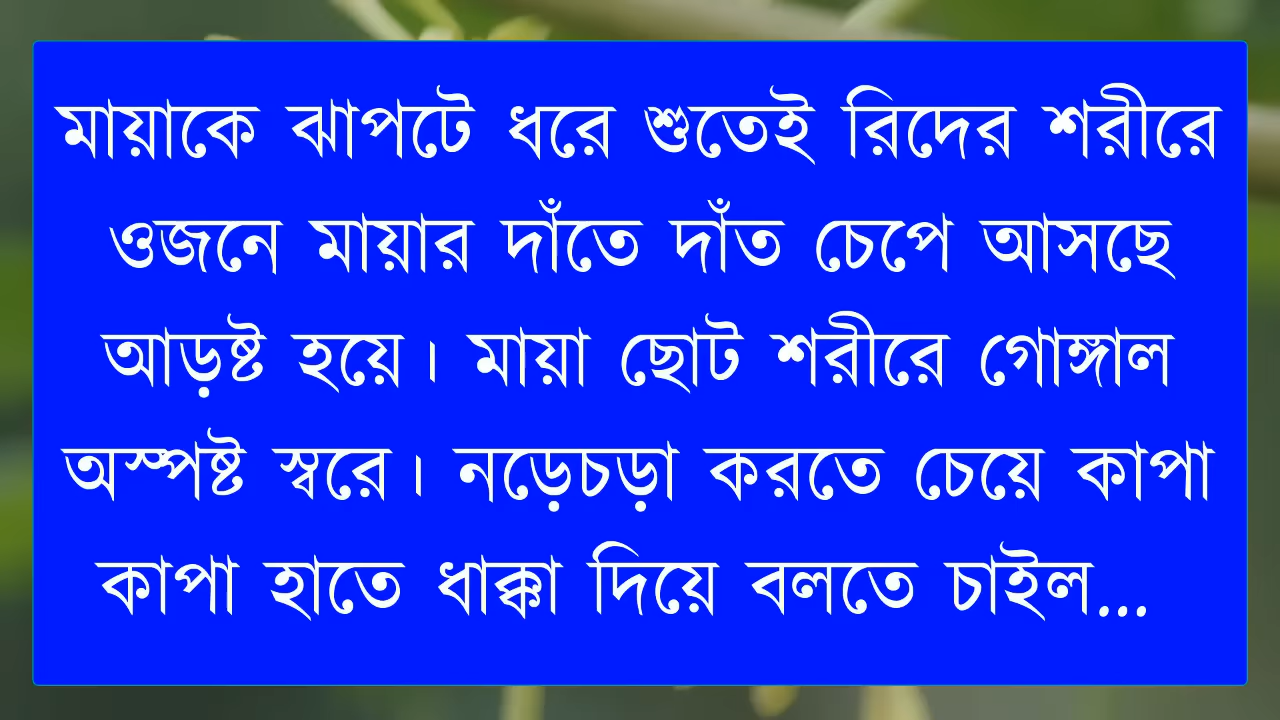 মায়াকে ঝাপটে ধরে শুতেই রিদের শরীরে
ওজনে মায়ার দাঁতে দাঁত চেপে আসছে
আড়ষ্ট হয়ে। মায়া ছোট শরীরে গোঙ্গাল
অস্পষ্ট স্বরে। নড়েচড়া করতে চেয়ে কাপা
কাপা হাতে ধাক্কা দিয়ে বলতে চাইল...